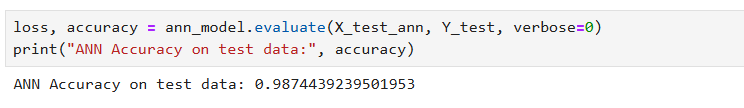 loss, accuracy = ann_model.evaluate(X_test_ann, Y_test, verbose=0)
print("ANN Accuracy on test data:", accuracy)
ANN Accuracy on test data: 0.9874439239501953